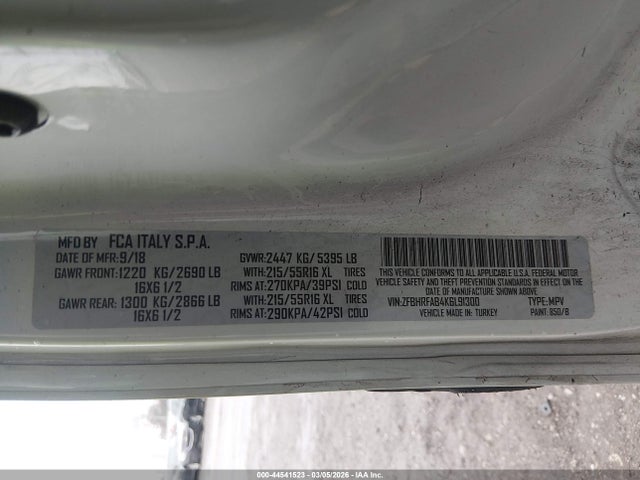 MFD BY FCA ITALY S.P.A.
DATE OF MFR:9/18 GVWR:2447 KG/ 5395 LB
GAWR FRONT:1220 KG/2690 LB WITH:215/55R16 XL TIRES
16X6 1/2 RIMS AT:270KPA/39PSI COLD
GAWR REAR: 1300 KG/2866 LB WITH:215/55R16 XL TIRES
16X6 1/2 RIMS AT:290KPA/42PSI COLD
THIS VEHICLE CONFORMS TO ALL APPLICABLE U.S.A. FEDERAL MOTOR
VEHICLE SAFETY AND THEFT PREVENTION STANDARDS IN EFFECT ON THE
DATE OF MANUFACTURE SHOWN ABOVE
VIN:ZFBHRFAB4K6L91300 TYPE:MPV
VEHICLE MADE IN: TURKEY PAINT: 850/B
000-44541523 - 03/05/2026 - IAA Inc.